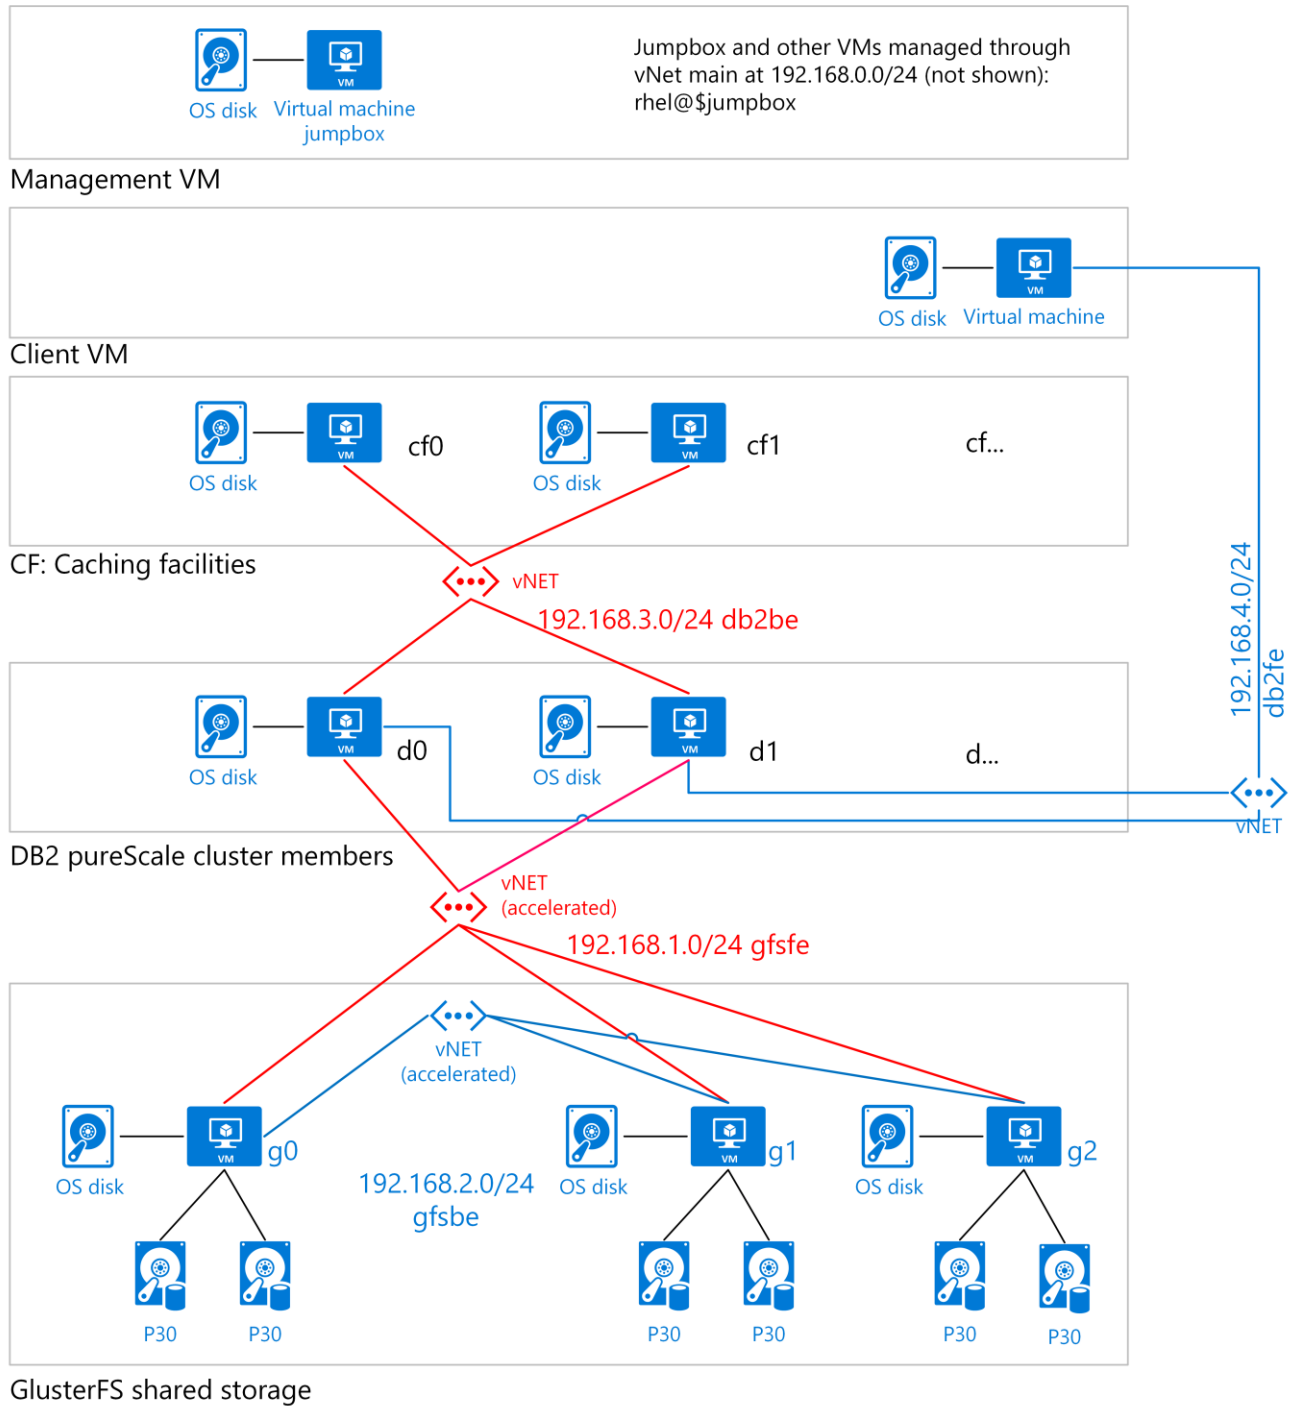 Jumpbox and other VMs managed through
vNet main at 192.168.0.0/24 (not shown):
rhel@$jumpbox
VM
OS disk
Virtual machine
jumpbox
Management VM
VM
OS disk
Virtual machine
Client VM
VM
cf0
VM
cf1
cf...
OS disk
OS disk
CF: Caching facilities
vNET
192.168.3.0/24 db2be
192.168.4.0/24
db2fe
VM
d0
VM
d1
d...
OS disk
OS disk
vNET
DB2 pureScale cluster members
vNET
(accelerated)
192.168.1.0/24 gfsfe
vNET
(accelerated)
VM
g0
VM
g1
VM
g2
OS disk
192.168.2.0/24
gfsbe
OS disk
OS disk
P30
P30
P30
P30
P30
P30
GlusterFS shared storage